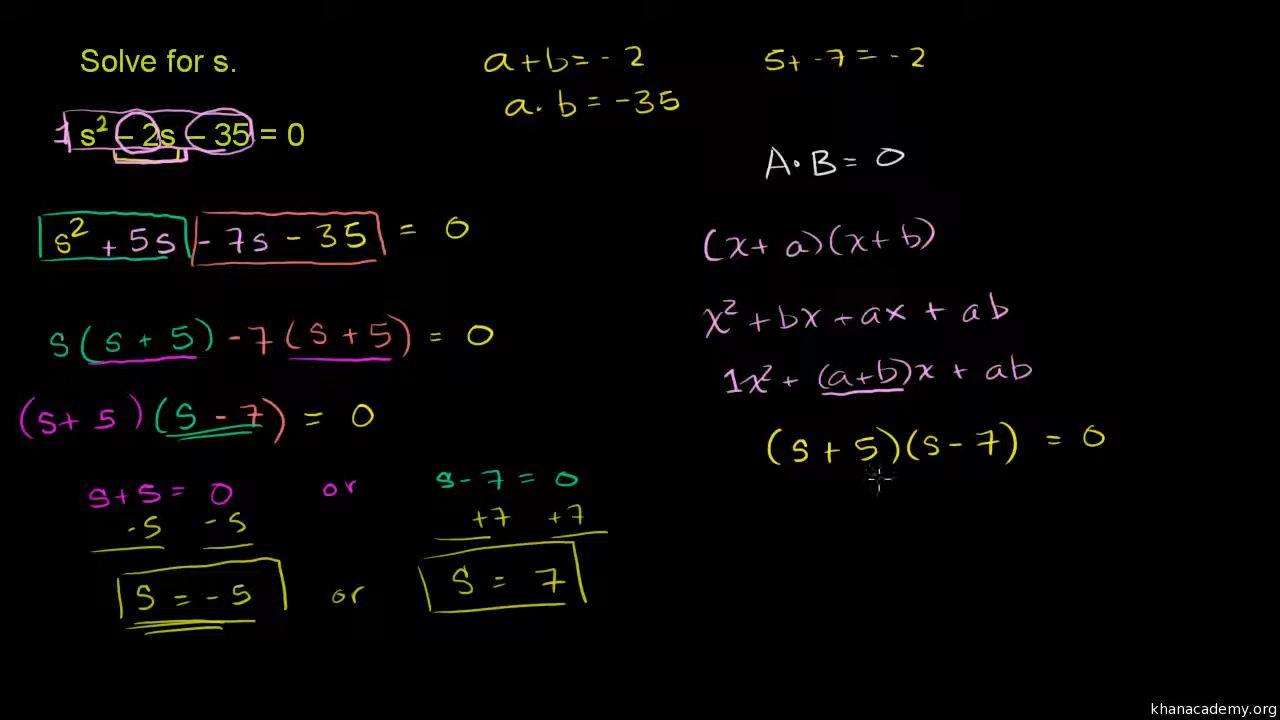 Solve for s.
1 s² – 2s – 35 = 0
s² + 5s - 7s - 35 = 0
s(s + 5) - 7(s + 5) = 0
(s + 5)(s - 7) = 0
s + 5 = 0 or s - 7 = 0
-5 -5 +7 +7
s = -5 or s = 7
a + b = -2
a · b = -35
5 + -7 = -2
A · B = 0
(x + a)(x + b)
x² + bx + ax + ab
1x² + (a+b)x + ab
(s + 5)(s - 7) = 0
khanacademy.org